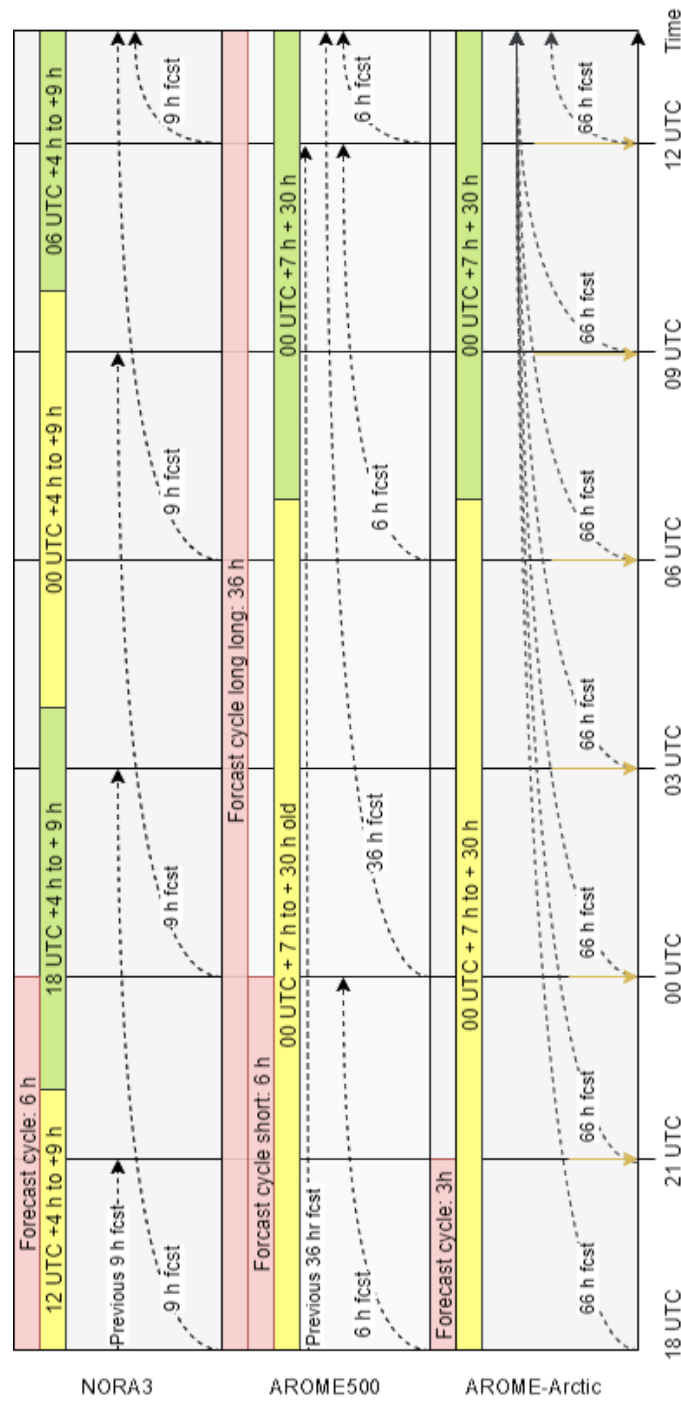 NORA3
Forecast cycle: 6 h
12 UTC +4 h to +9 h
18 UTC +4 h to + 9 h
00 UTC +4 h to +9 h
06 UTC +4 h to +9 h
Previous 9 h fcst
9 h fcst
9 h fcst
9 h fcst
9 h fcst
AROME500
Forcast cycle long long: 36 h
Forcast cycle short: 6 h
00 UTC + 7 h to + 30 h old
00 UTC +7 h + 30 h
Previous 36 hr fcst
6 h fcst
36 h fcst
6 h fcst
6 h fcst
AROME-Arctic
Forecast cycle: 3h
00 UTC + 7 h to + 30 h
00 UTC +7 h + 30 h
66 h fcst
66 h fcst
66 h fcst
66 h fcst
66 h fcst
66 h fcst
66 h fcst
18 UTC
21 UTC
00 UTC
03 UTC
06 UTC
09 UTC
12 UTC
Time